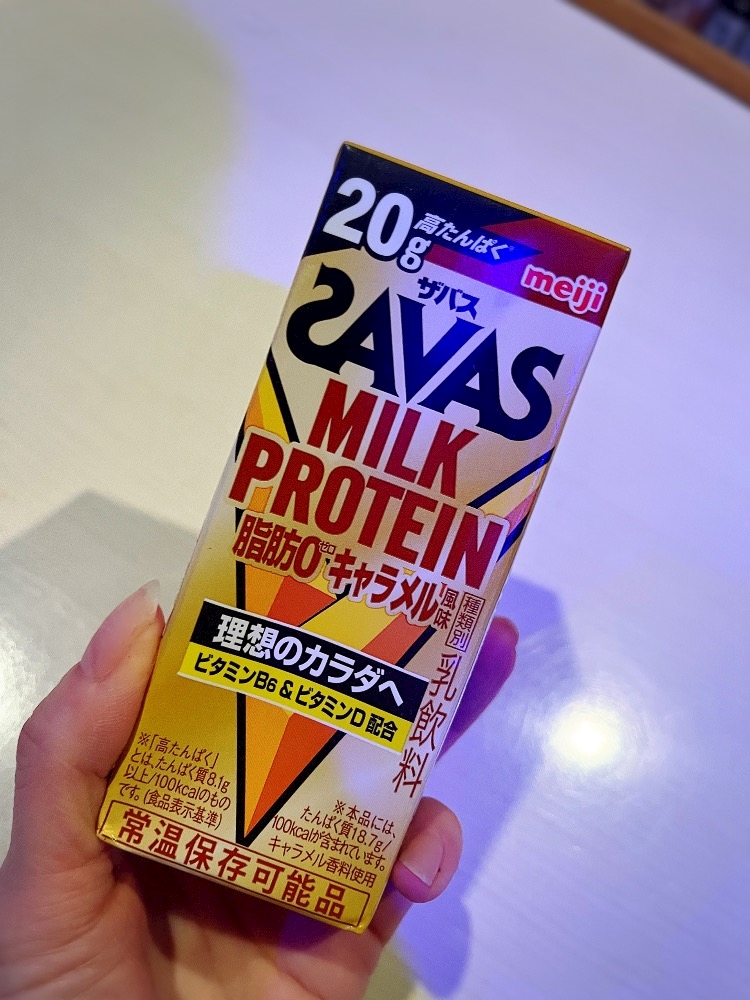 20g
高たんぱく※
meiji
ザバス
SAVAS
MILK
PROTEIN
脂肪0ゼロ キャラメル風味
種類別 乳飲料
理想のカラダへ
ビタミンB6 & ビタミンD 配合
※「高たんぱく」
とは、たんぱく質8.1g
以上/100kcalのもの
です。(食品表示基準)
※本品には、
たんぱく質18.7g/
100kcalが含まれています。
キャラメル香料使用
常温保存可能品